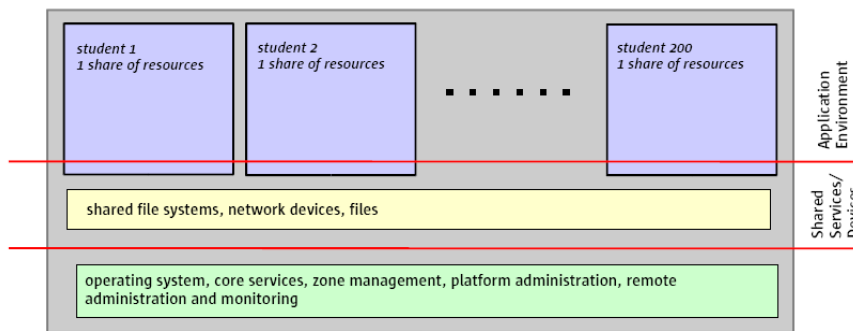 student 1
1 share of resources
student 2
1 share of resources
student 200
1 share of resources
Application
Environment
shared file systems, network devices, files
Shared
Services/
Devices
operating system, core services, zone management, platform administration, remote
administration and monitoring